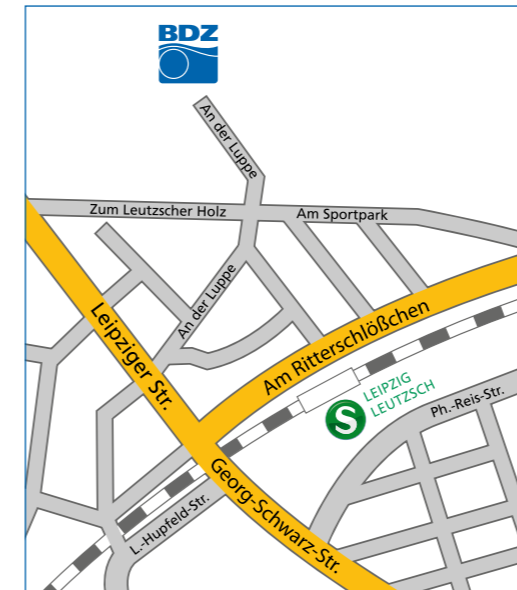 BDZ
An der Luppe
Zum Leutzscher Holz
Am Sportpark
An der Luppe
Leipziger Str.
Am Ritterschlößchen
S
LEIPZIG
LEUTZSCH
Ph.-Reis-Str.
L.-Hupfeld-Str.
Georg-Schwarz-Str.